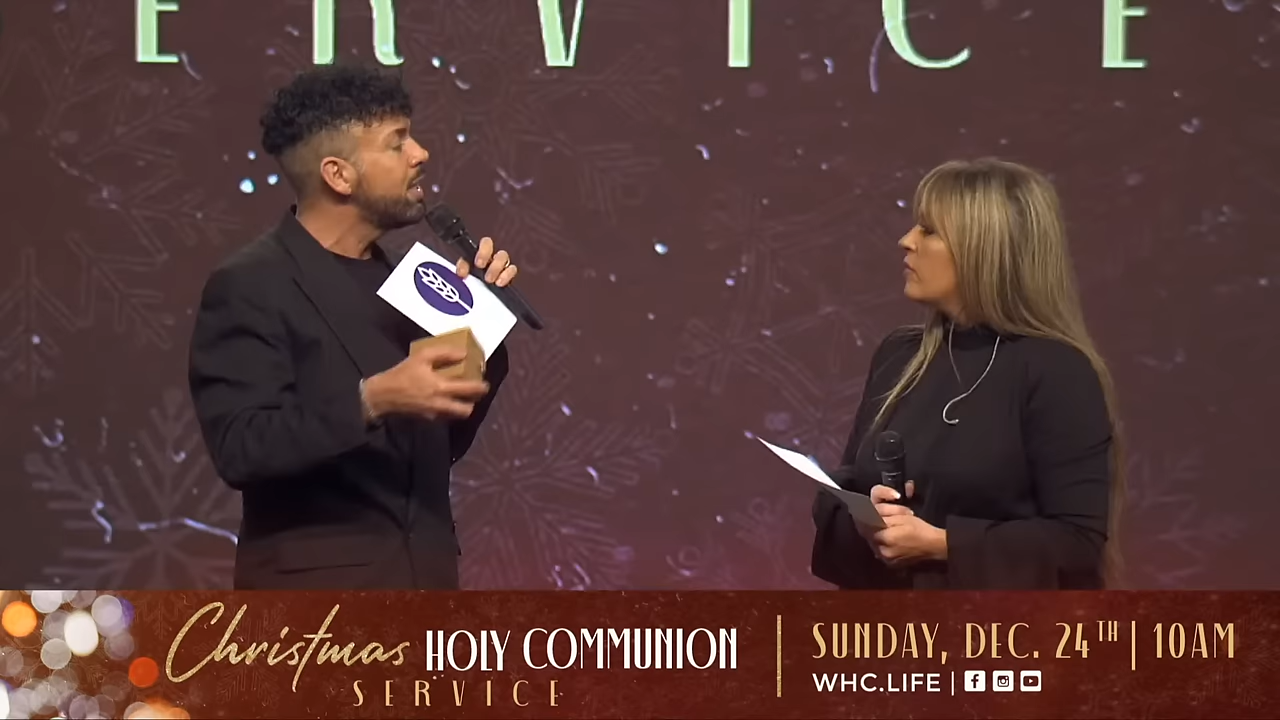 ERVICE
Christmas HOLY COMMUNION
SERVICE
SUNDAY, DEC. 24TH | 10AM
WHC.LIFE |